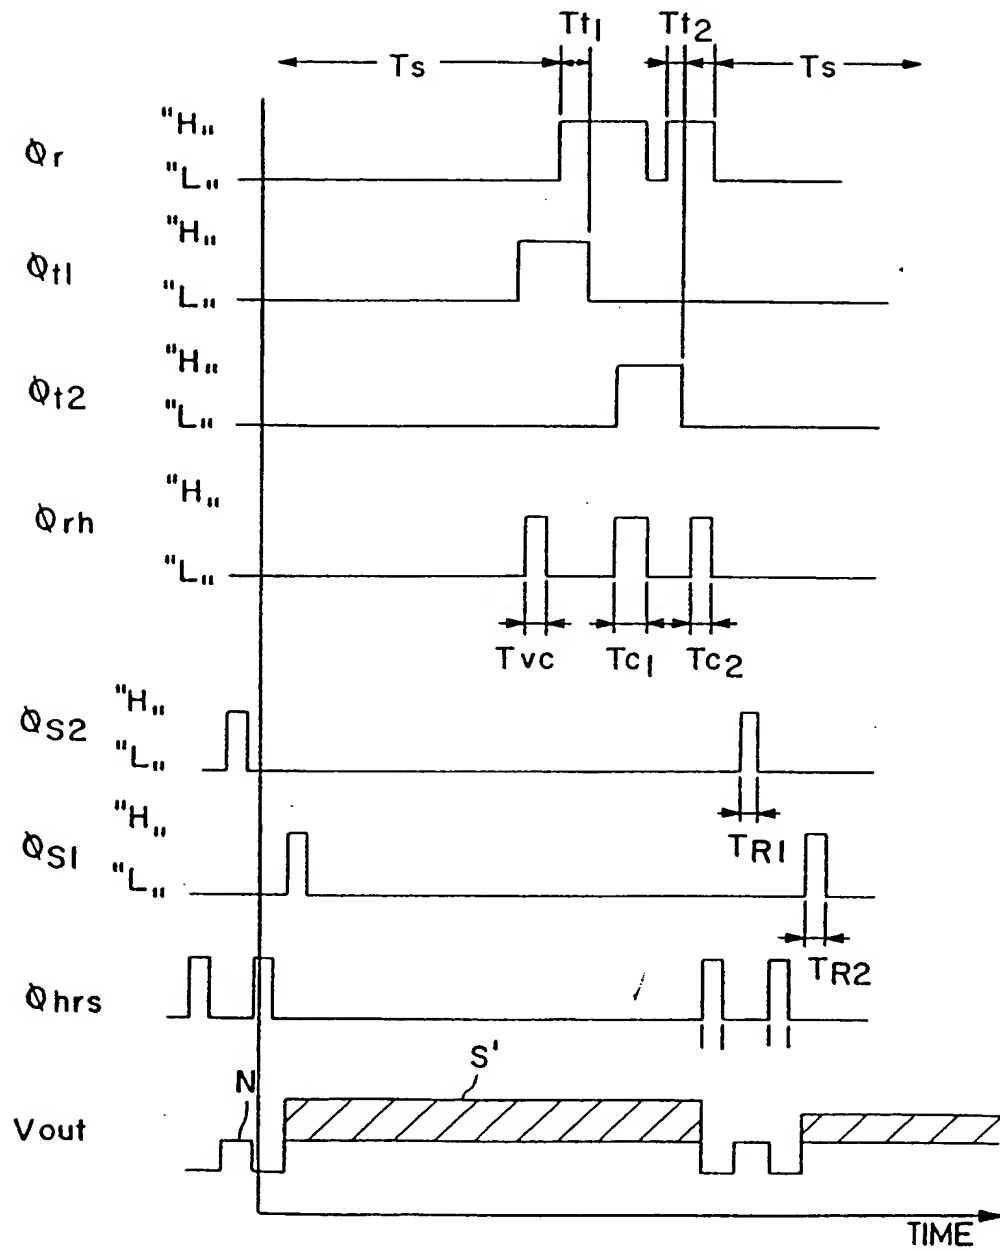 Tt1 Tt2
Ts Ts
Ør "H"
"L"
Øt1 "H"
"L"
Øt2 "H"
"L"
Ørh "H"
"L"
Tvc Tc1 Tc2
ØS2 "H"
"L"
TR1
ØS1 "H"
"L"
TR2
Øhrs
S'
N
Vout
TIME